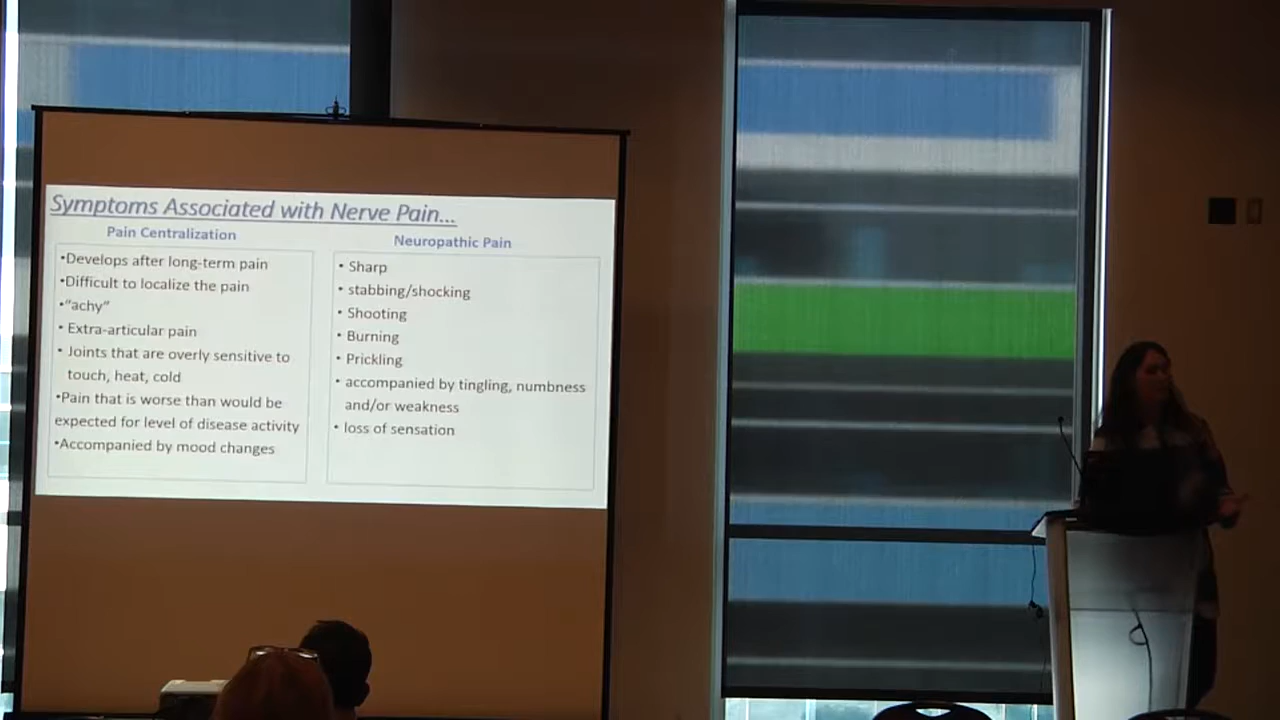 Symptoms Associated with Nerve Pain...
Pain Centralization
•Develops after long-term pain
•Difficult to localize the pain
•"achy"
• Extra-articular pain
• Joints that are overly sensitive to
touch, heat, cold
•Pain that is worse than would be
expected for level of disease activity
•Accompanied by mood changes
Neuropathic Pain
• Sharp
• stabbing/shocking
• Shooting
• Burning
• Prickling
• accompanied by tingling, numbness
and/or weakness
• loss of sensation